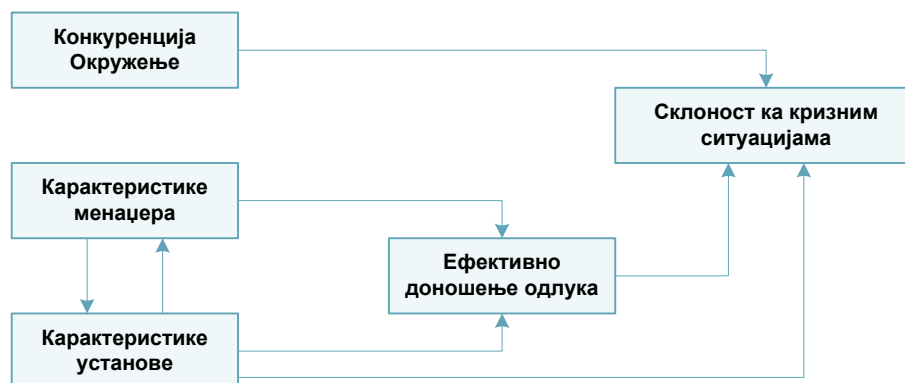 Конкуренција
Окружење
Склоност ка кризним
ситуацијама
Карактеристике
менаџера
Ефективно
доношење одлука
Карактеристике
установе